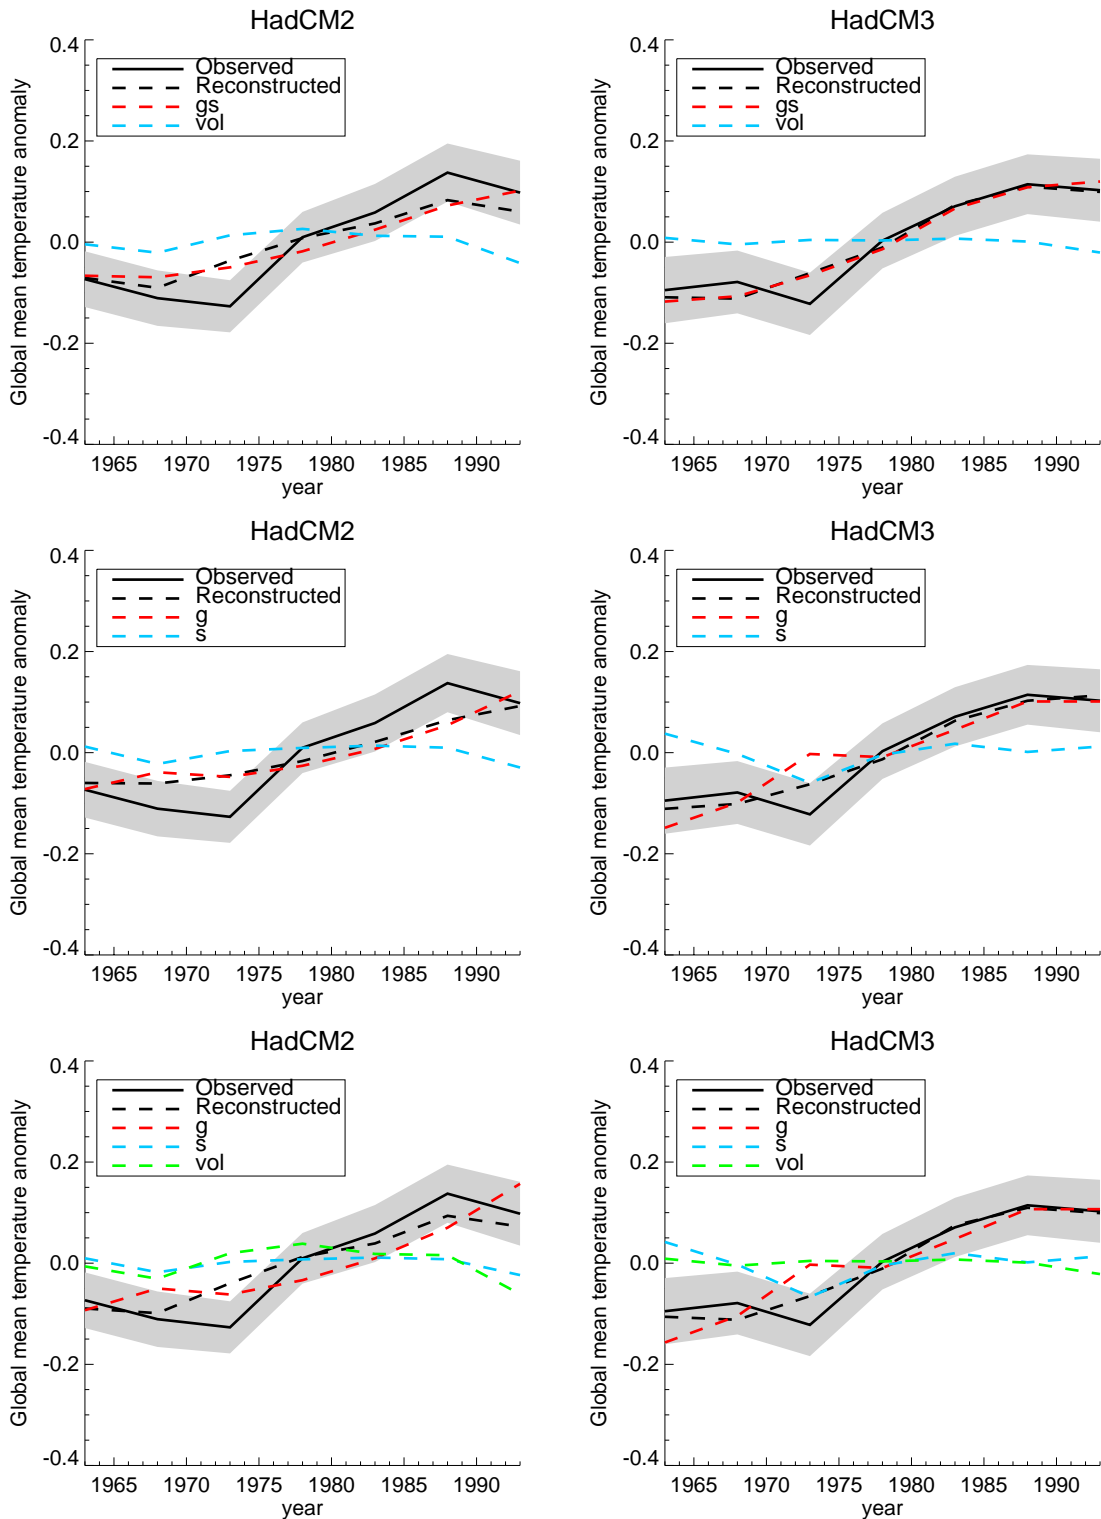 HadCM2
Global mean temperature anomaly
0.4
0.2
0.0
-0.2
-0.4
Observed
Reconstructed
gs
vol
1965 1970 1975 1980 1985 1990
year
HadCM3
Global mean temperature anomaly
0.4
0.2
0.0
-0.2
-0.4
Observed
Reconstructed
gs
vol
1965 1970 1975 1980 1985 1990
year
HadCM2
Global mean temperature anomaly
0.4
0.2
0.0
-0.2
-0.4
Observed
Reconstructed
g
s
1965 1970 1975 1980 1985 1990
year
HadCM3
Global mean temperature anomaly
0.4
0.2
0.0
-0.2
-0.4
Observed
Reconstructed
g
s
1965 1970 1975 1980 1985 1990
year
HadCM2
Global mean temperature anomaly
0.4
0.2
0.0
-0.2
-0.4
Observed
Reconstructed
g
s
vol
1965 1970 1975 1980 1985 1990
year
HadCM3
Global mean temperature anomaly
0.4
0.2
0.0
-0.2
-0.4
Observed
Reconstructed
g
s
vol
1965 1970 1975 1980 1985 1990
year